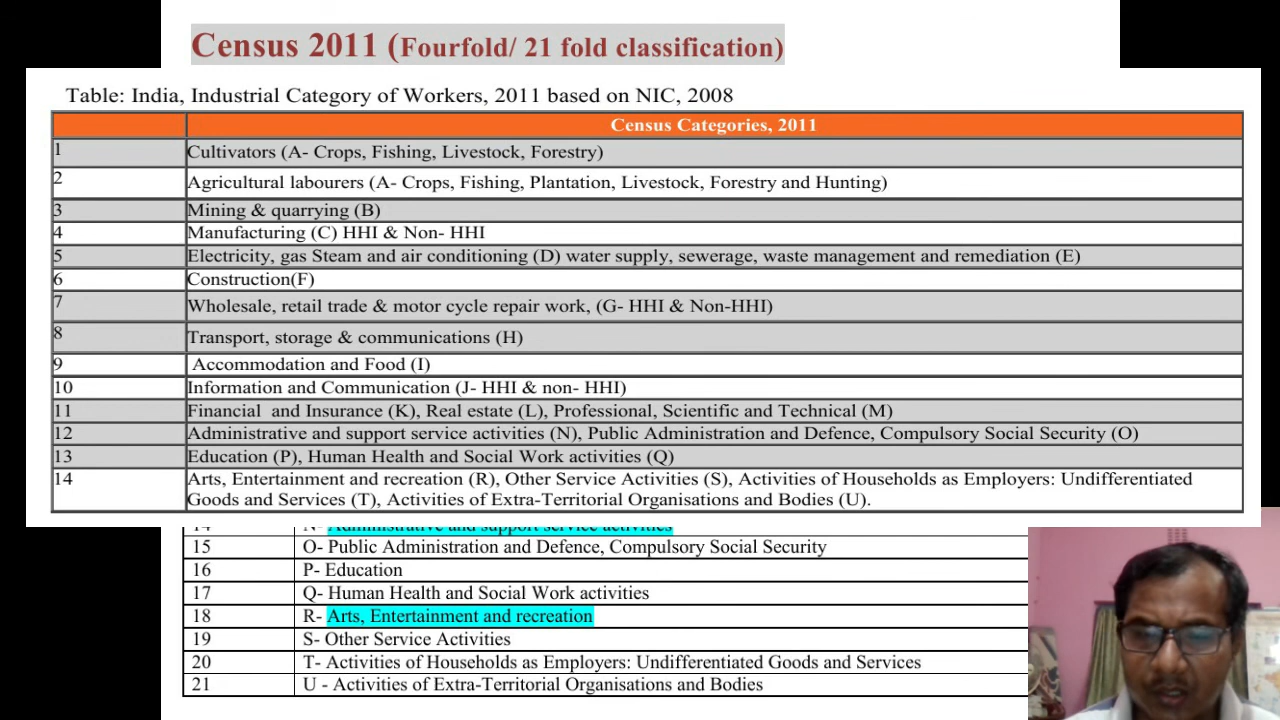 Census 2011 (Fourfold/ 21 fold classification)
Table: India, Industrial Category of Workers, 2011 based on NIC, 2008
Census Categories, 2011
1 Cultivators (A- Crops, Fishing, Livestock, Forestry)
2 Agricultural labourers (A- Crops, Fishing, Plantation, Livestock, Forestry and Hunting)
3 Mining & quarrying (B)
4 Manufacturing (C) HHI & Non- HHI
5 Electricity, gas Steam and air conditioning (D) water supply, sewerage, waste management and remediation (E)
6 Construction(F)
7 Wholesale, retail trade & motor cycle repair work, (G- HHI & Non-HHI)
8 Transport, storage & communications (H)
9 Accommodation and Food (I)
10 Information and Communication (J- HHI & non- HHI)
11 Financial and Insurance (K), Real estate (L), Professional, Scientific and Technical (M)
12 Administrative and support service activities (N), Public Administration and Defence, Compulsory Social Security (O)
13 Education (P), Human Health and Social Work activities (Q)
14 Arts, Entertainment and recreation (R), Other Service Activities (S), Activities of Households as Employers: Undifferentiated
Goods and Services (T), Activities of Extra-Territorial Organisations and Bodies (U).
14 N- Administrative and support service activities
15 O- Public Administration and Defence, Compulsory Social Security
16 P- Education
17 Q- Human Health and Social Work activities
18 R- Arts, Entertainment and recreation
19 S- Other Service Activities
20 T- Activities of Households as Employers: Undifferentiated Goods and Services
21 U - Activities of Extra-Territorial Organisations and Bodies